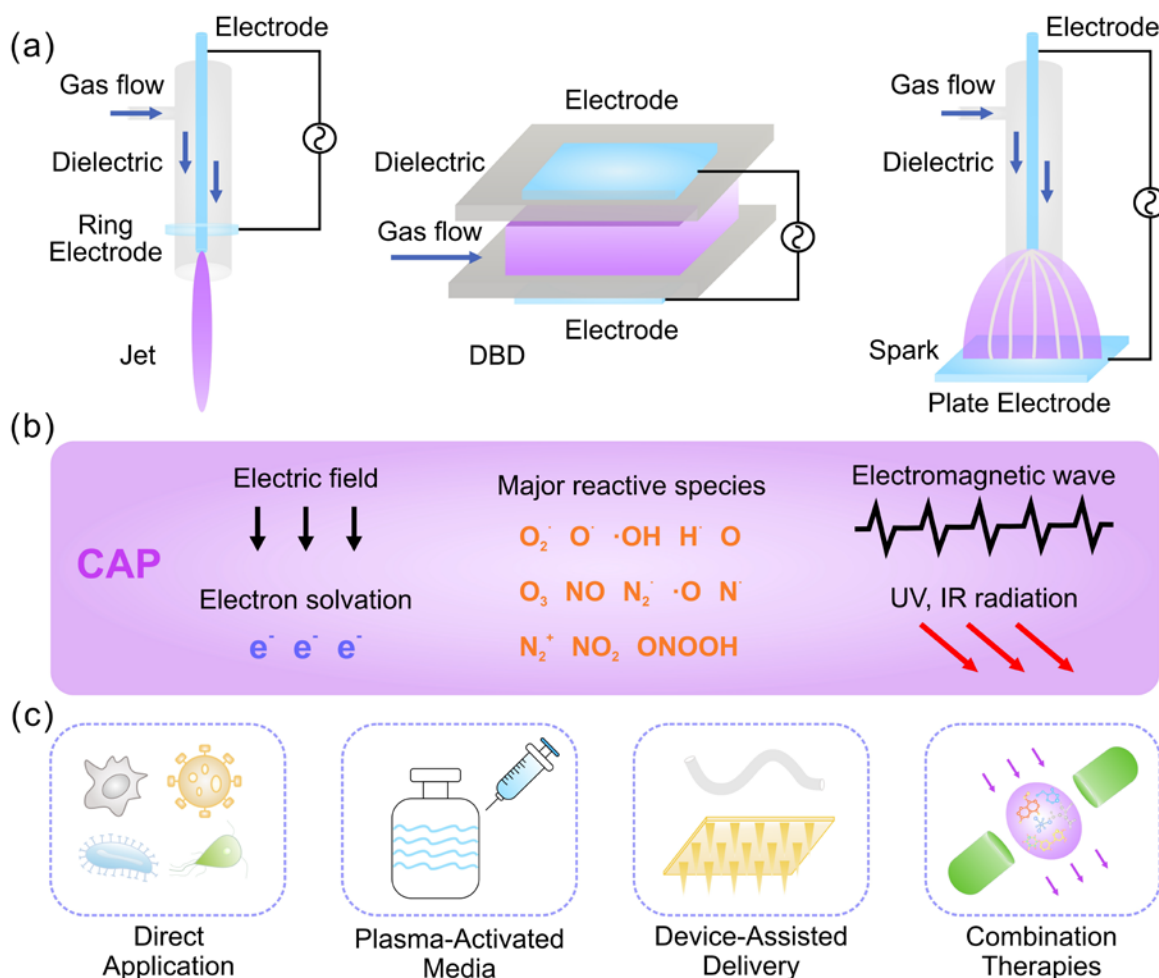 (a)
Electrode
Gas flow
Dielectric
Ring
Electrode
Jet
Electrode
Dielectric
Gas flow
Electrode
DBD
Electrode
Gas flow
Dielectric
Spark
Plate Electrode
(b)
CAP
Electric field
Electron solvation
e⁻ e⁻ e⁻
Major reactive species
O₂˙ O˙ ·OH H˙ O
O₃ NO N₂˙ ·O N˙
N₂⁺ NO₂ ONOOH
Electromagnetic wave
UV, IR radiation
(c)
Direct
Application
Plasma-Activated
Media
Device-Assisted
Delivery
Combination
Therapies